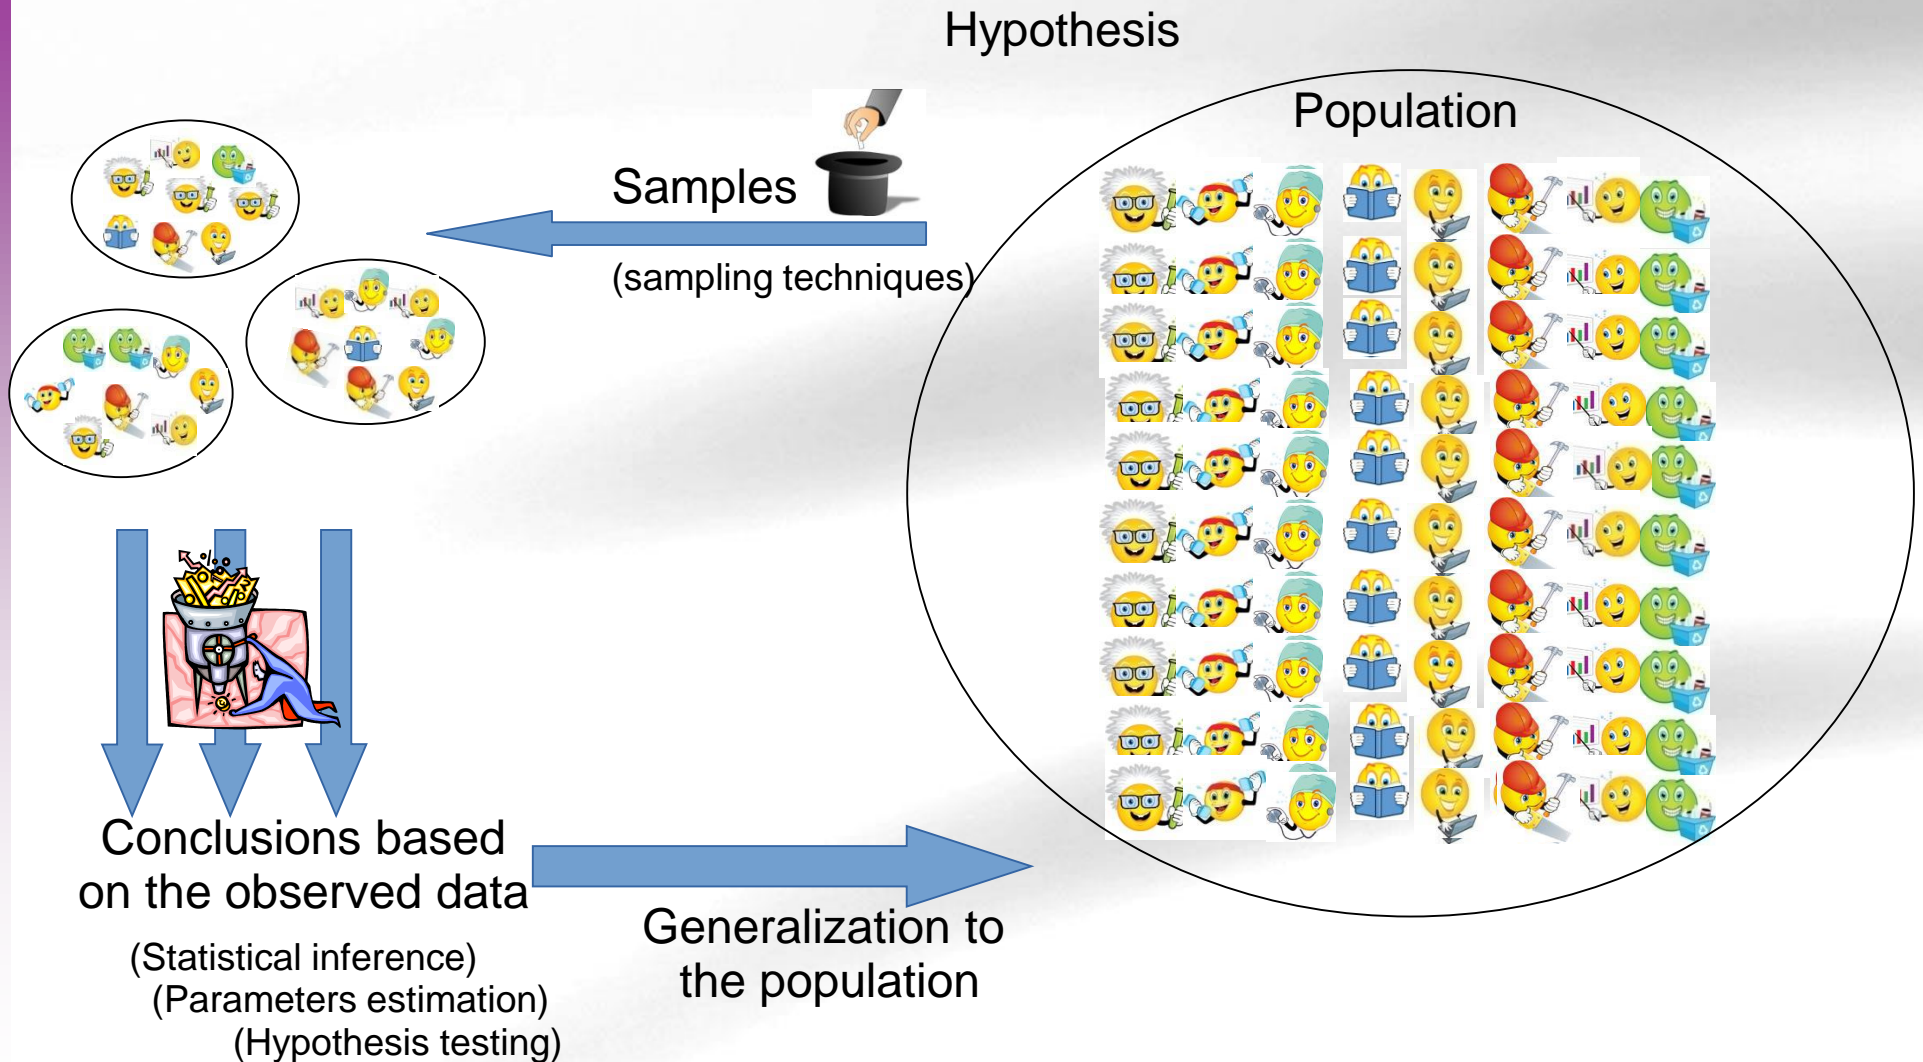 Hypothesis
Population
Samples
(sampling techniques)
Conclusions based
on the observed data
(Statistical inference)
(Parameters estimation)
(Hypothesis testing)
Generalization to
the population